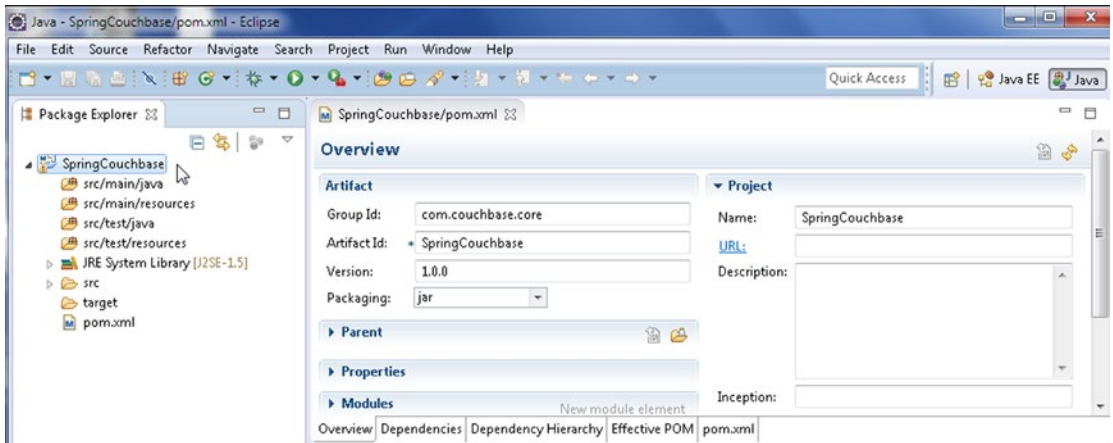 Java - SpringCouchbase/pom.xml - Eclipse
File Edit Source Refactor Navigate Search Project Run Window Help
Quick Access
Java EE
Java
Package Explorer
SpringCouchbase
src/main/java
src/main/resources
src/test/java
src/test/resources
JRE System Library [J2SE-1.5]
src
target
pom.xml
SpringCouchbase/pom.xml
Overview
Artifact
Group Id: com.couchbase.core
Artifact Id: * SpringCouchbase
Version: 1.0.0
Packaging: jar
Parent
Properties
Modules
New module element
Project
Name: SpringCouchbase
URL:
Description:
Inception:
Overview Dependencies Dependency Hierarchy Effective POM pom.xml